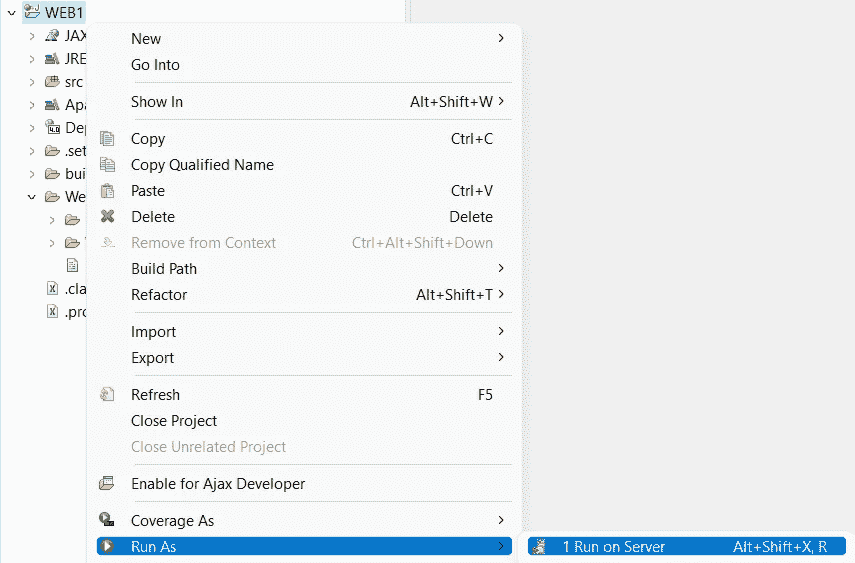 WEB1
JAX
JRE
src
Apa
Dep
.set
bui
We
.cla
.pro
New
Go Into
Show In Alt+Shift+W
Copy Ctrl+C
Copy Qualified Name
Paste Ctrl+V
Delete Delete
Remove from Context Ctrl+Alt+Shift+Down
Build Path
Refactor Alt+Shift+T
Import
Export
Refresh F5
Close Project
Close Unrelated Project
Enable for Ajax Developer
Coverage As
Run As
1 Run on Server Alt+Shift+X, R